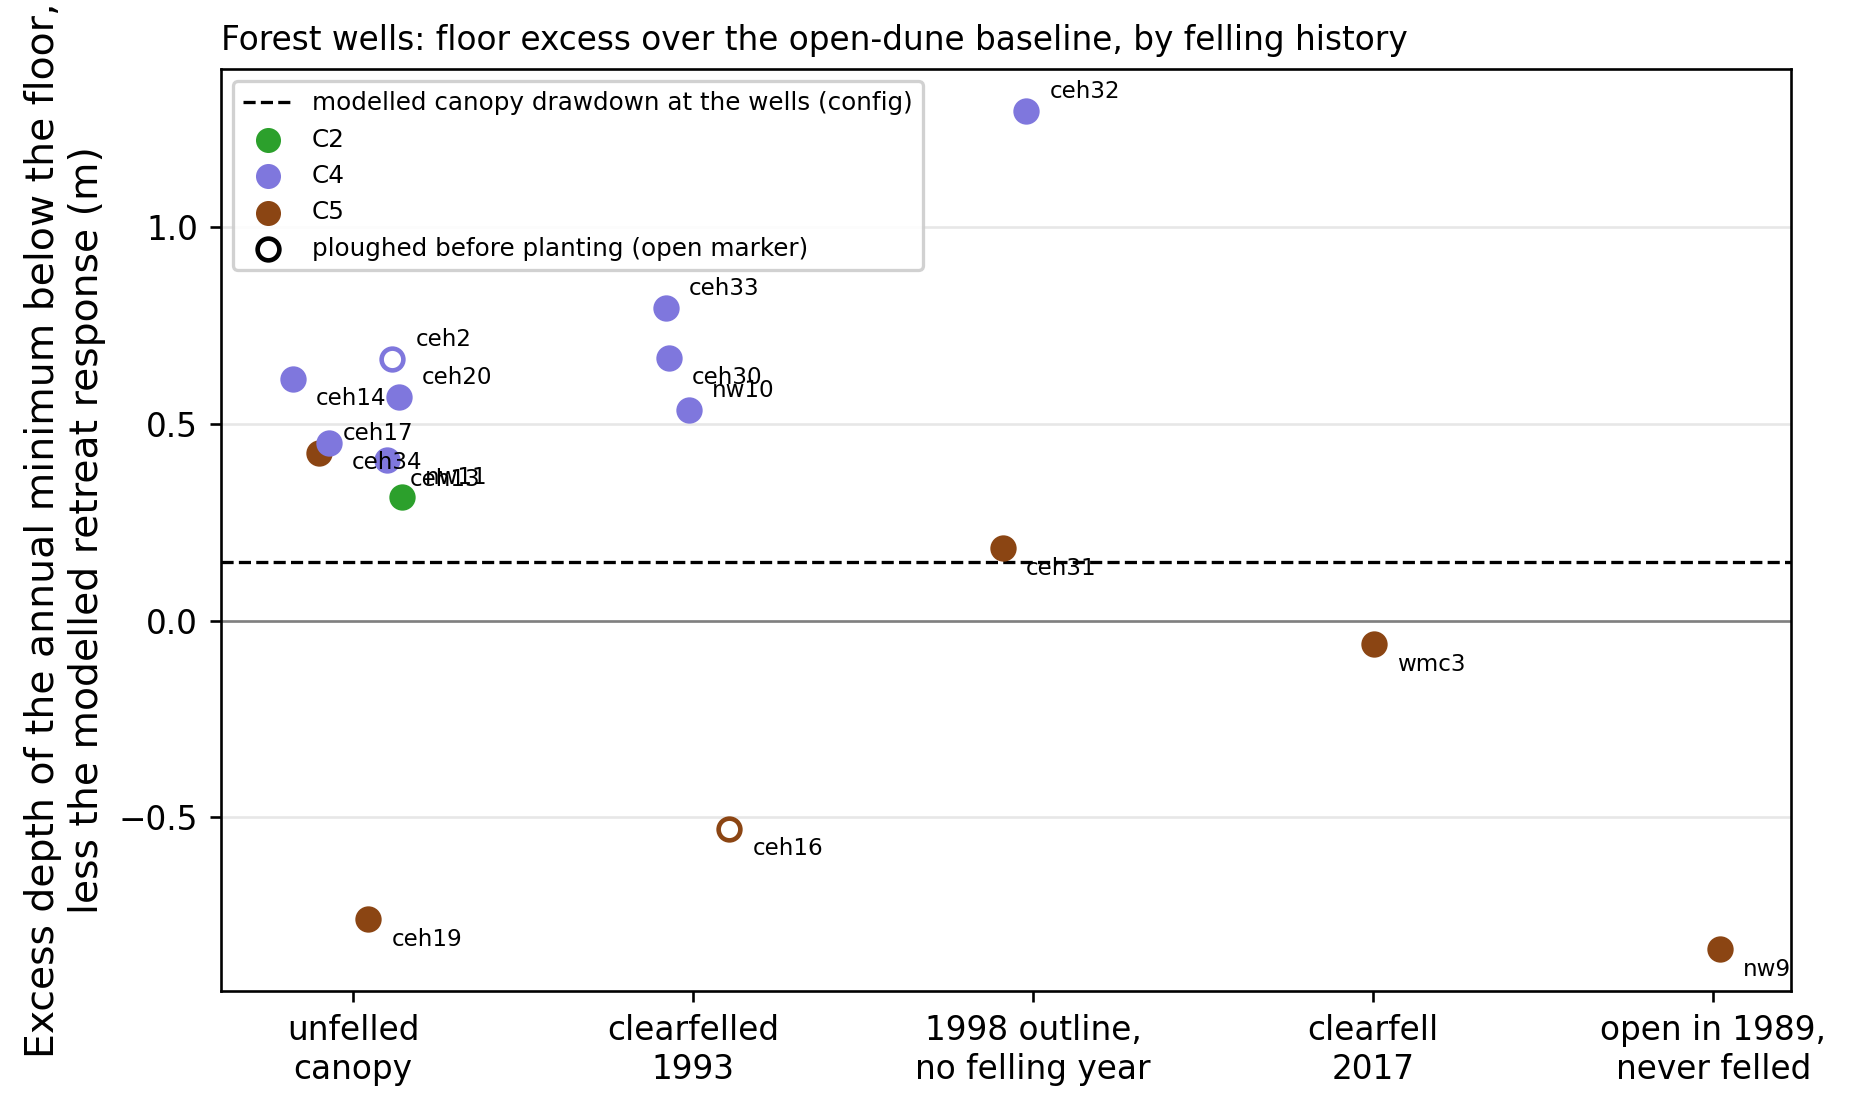 Forest wells: floor excess over the open-dune baseline, by felling history
Excess depth of the annual minimum below the floor,
less the modelled retreat response (m)
modelled canopy drawdown at the wells (config)
C2
C4
C5
ploughed before planting (open marker)
1.0
0.5
0.0
−0.5
ceh32
ceh33
ceh2
ceh20
ceh30
nw10
ceh14
ceh17
ceh34
nw11
ceh13
ceh31
wmc3
ceh16
ceh19
nw9
unfelled
canopy
clearfelled
1993
1998 outline,
no felling year
clearfell
2017
open in 1989,
never felled